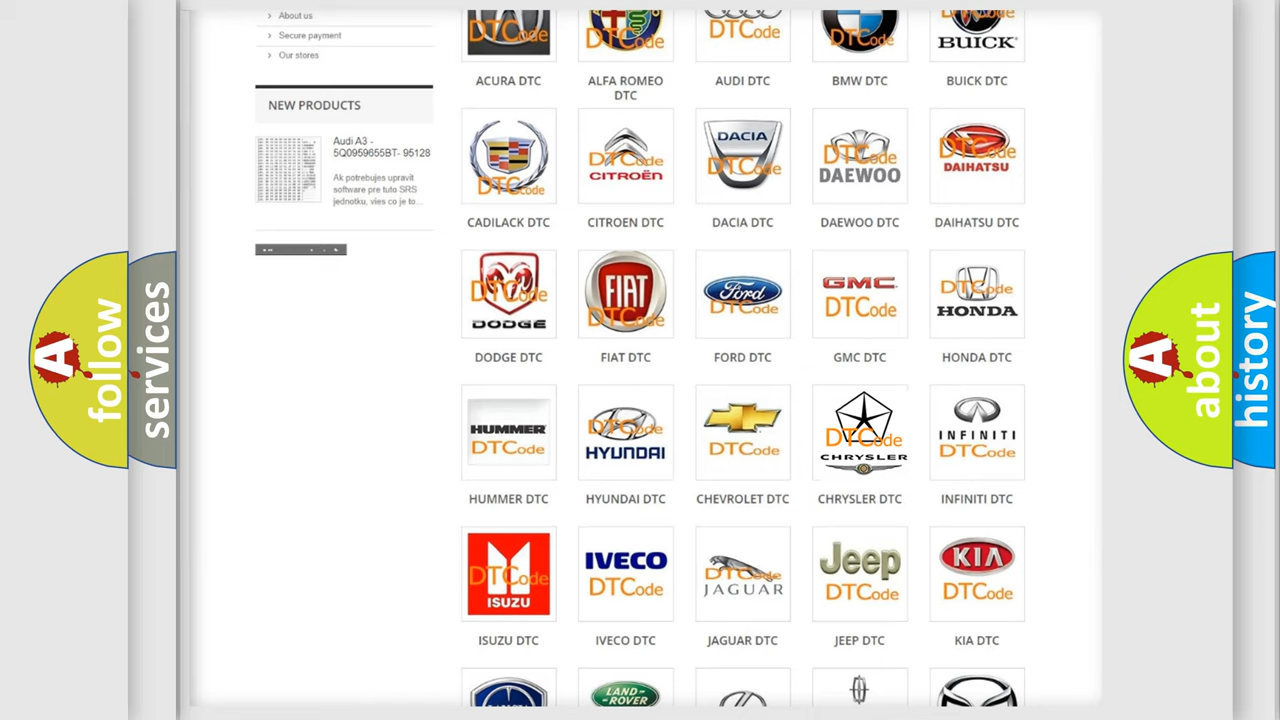 About us
Secure payment
Our stores
NEW PRODUCTS
Audi A3 -
5Q0959655BT- 95128
Ak potrebujes upravit
software pre tuto SRS
jednotku, vies co je to...
DTCode
DTCode
DTCode
DTCode
BUICK
ACURA DTC
ALFA ROMEO
DTC
AUDI DTC
BMW DTC
BUICK DTC
DTCode
DTCode
CITROËN
DACIA
DTCode
DTCode
DAEWOO
DTCode
DAIHATSU
CADILACK DTC
CITROEN DTC
DACIA DTC
DAEWOO DTC
DAIHATSU DTC
DTCode
DODGE
FIAT
DTCode
Ford
DTCode
GMC
DTCode
DTCode
HONDA
DODGE DTC
FIAT DTC
FORD DTC
GMC DTC
HONDA DTC
HUMMER
DTCode
DTCode
HYUNDAI
DTCode
DTCode
CHRYSLER
INFINITI
DTCode
HUMMER DTC
HYUNDAI DTC
CHEVROLET DTC
CHRYSLER DTC
INFINITI DTC
DTCode
ISUZU
IVECO
DTCode
DTCode
JAGUAR
Jeep
DTCode
KIA
DTCode
ISUZU DTC
IVECO DTC
JAGUAR DTC
JEEP DTC
KIA DTC
LAND-
ROVER
A
follow
services
A
about
history